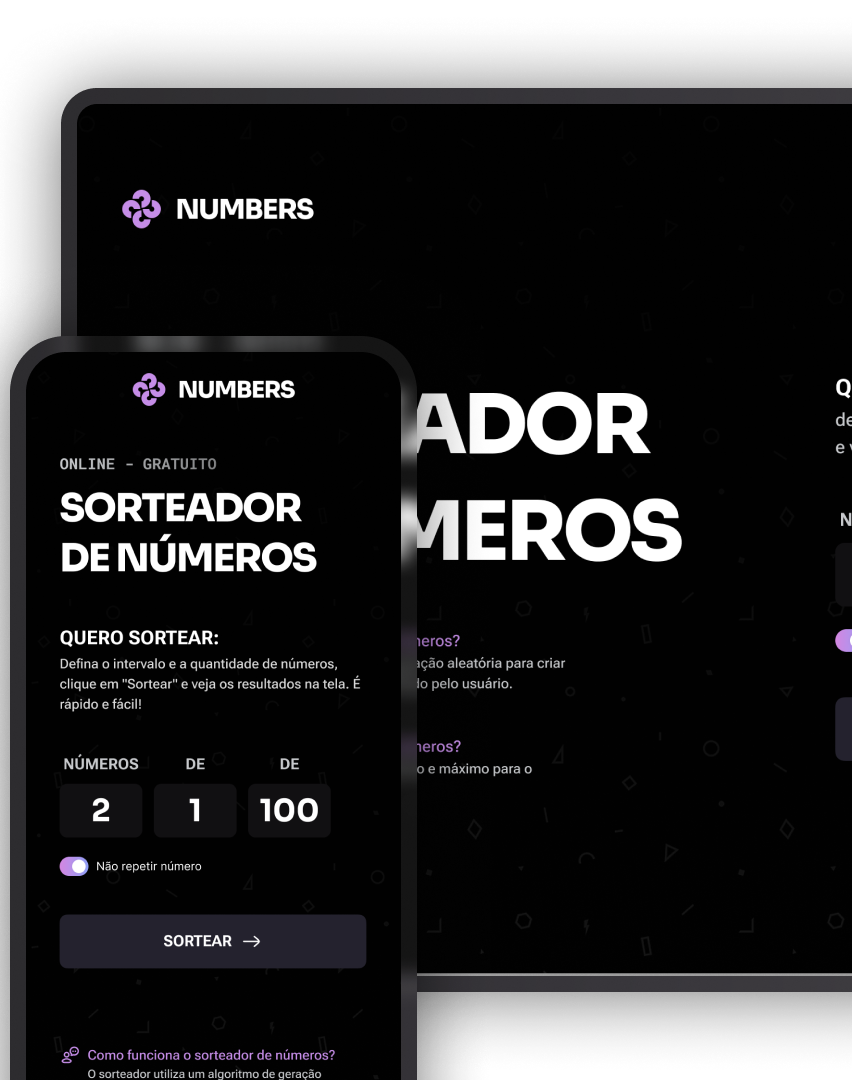 NUMBERS
ADOR
MEROS
neros?
ação aleatória para criar
do pelo usuário.
neros?
o e máximo para o
Q
de
e v
N
NUMBERS
ONLINE - GRATUITO
SORTEADOR
DE NÚMEROS
QUERO SORTEAR:
Defina o intervalo e a quantidade de números,
clique em "Sortear" e veja os resultados na tela. É
rápido e fácil!
NÚMEROS DE DE
2 1 100
Não repetir número
SORTEAR →
Como funciona o sorteador de números?
O sorteador utiliza um algoritmo de geração